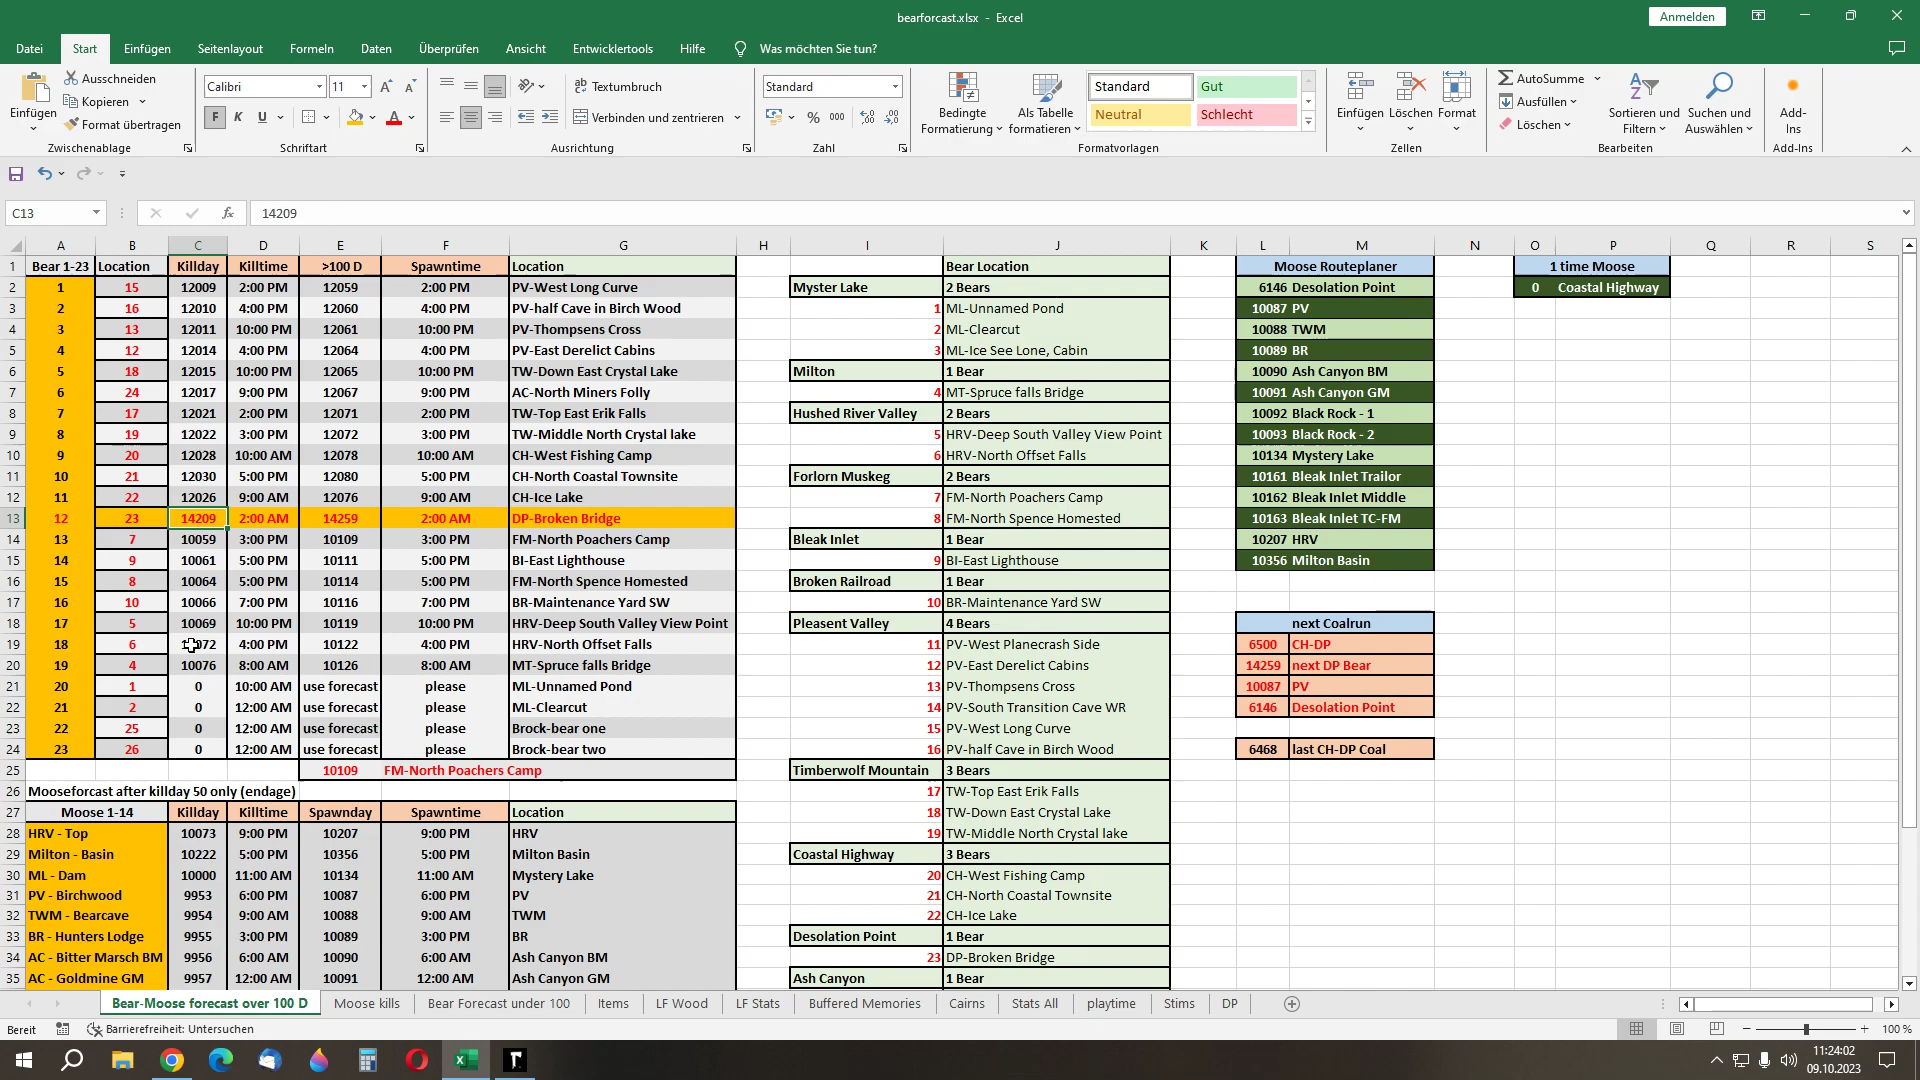 bearforcast.xlsx - Excel
Anmelden
Datei Start Einfügen Seitenlayout Formeln Daten Überprüfen Ansicht Entwicklertools Hilfe Was möchten Sie tun?
Einfügen Ausschneiden Kopieren Format übertragen Zwischenablage
Calibri 11 F K U Schriftart
Textumbruch Verbinden und zentrieren Ausrichtung
Standard % 000 Zahl
Bedingte Formatierung Als Tabelle formatieren Standard Gut Neutral Schlecht Formatvorlagen
Einfügen Löschen Format Zellen
AutoSumme Ausfüllen Löschen Sortieren und Filtern Suchen und Auswählen Bearbeiten
Add-Ins Add-Ins
C13 fx 14209
A B C D E F G H I J K L M N O P Q R S
1 Bear 1-23 Location Killday Killtime >100 D Spawntime Location Bear Location Moose Routeplaner 1 time Moose
2 1 15 12009 2:00 PM 12059 2:00 PM PV-West Long Curve Myster Lake 2 Bears 6146 Desolation Point 0 Coastal Highway
3 2 16 12010 4:00 PM 12060 4:00 PM PV-half Cave in Birch Wood 1 ML-Unnamed Pond 10087 PV
4 3 13 12011 10:00 PM 12061 10:00 PM PV-Thompsens Cross 2 ML-Clearcut 10088 TWM
5 4 12 12014 4:00 PM 12064 4:00 PM PV-East Derelict Cabins 3 ML-Ice See Lone, Cabin 10089 BR
6 5 18 12015 10:00 PM 12065 10:00 PM TW-Down East Crystal Lake Milton 1 Bear 10090 Ash Canyon BM
7 6 24 12017 9:00 PM 12067 9:00 PM AC-North Miners Folly 4 MT-Spruce falls Bridge 10091 Ash Canyon GM
8 7 17 12021 2:00 PM 12071 2:00 PM TW-Top East Erik Falls Hushed River Valley 2 Bears 10092 Black Rock - 1
9 8 19 12022 3:00 PM 12072 3:00 PM TW-Middle North Crystal lake 5 HRV-Deep South Valley View Point 10093 Black Rock - 2
10 9 20 12028 10:00 AM 12078 10:00 AM CH-West Fishing Camp 6 HRV-North Offset Falls 10134 Mystery Lake
11 10 21 12030 5:00 PM 12080 5:00 PM CH-North Coastal Townsite Forlorn Muskeg 2 Bears 10161 Bleak Inlet Trailor
12 11 22 12026 9:00 AM 12076 9:00 AM CH-Ice Lake 7 FM-North Poachers Camp 10162 Bleak Inlet Middle
13 12 23 14209 2:00 AM 14259 2:00 AM DP-Broken Bridge 8 FM-North Spence Homested 10163 Bleak Inlet TC-FM
14 13 7 10059 3:00 PM 10109 3:00 PM FM-North Poachers Camp Bleak Inlet 1 Bear 10207 HRV
15 14 9 10061 5:00 PM 10111 5:00 PM BI-East Lighthouse 9 BI-East Lighthouse 10356 Milton Basin
16 15 8 10064 5:00 PM 10114 5:00 PM FM-North Spence Homested Broken Railroad 1 Bear
17 16 10 10066 7:00 PM 10116 7:00 PM BR-Maintenance Yard SW 10 BR-Maintenance Yard SW
18 17 5 10069 10:00 PM 10119 10:00 PM HRV-Deep South Valley View Point Pleasent Valley 4 Bears next Coalrun
19 18 6 4:00 PM 10122 4:00 PM HRV-North Offset Falls 11 PV-West Planecrash Side 6500 CH-DP
20 19 4 10076 8:00 AM 10126 8:00 AM MT-Spruce falls Bridge 12 PV-East Derelict Cabins 14259 next DP Bear
21 20 1 0 10:00 AM use forecast please ML-Unnamed Pond 13 PV-Thompsens Cross 10087 PV
22 21 2 0 12:00 AM use forecast please ML-Clearcut 14 PV-South Transition Cave WR 6146 Desolation Point
23 22 25 0 12:00 AM use forecast please Brock-bear one 15 PV-West Long Curve
24 23 26 0 12:00 AM use forecast please Brock-bear two 16 PV-half Cave in Birch Wood 6468 last CH-DP Coal
25 10109 FM-North Poachers Camp Timberwolf Mountain 3 Bears
26 Mooseforcast after killday 50 only (endage) 17 TW-Top East Erik Falls
27 Moose 1-14 Killday Killtime Spawnday Spawntime Location 18 TW-Down East Crystal Lake
28 HRV - Top 10073 9:00 PM 10207 9:00 PM HRV 19 TW-Middle North Crystal lake
29 Milton - Basin 10222 5:00 PM 10356 5:00 PM Milton Basin Coastal Highway 3 Bears
30 ML - Dam 10000 11:00 AM 10134 11:00 AM Mystery Lake 20 CH-West Fishing Camp
31 PV - Birchwood 9953 6:00 PM 10087 6:00 PM PV 21 CH-North Coastal Townsite
32 TWM - Bearcave 9954 9:00 AM 10088 9:00 AM TWM 22 CH-Ice Lake
33 BR - Hunters Lodge 9955 3:00 PM 10089 3:00 PM BR Desolation Point 1 Bear
34 AC - Bitter Marsch BM 9956 6:00 AM 10090 6:00 AM Ash Canyon BM 23 DP-Broken Bridge
35 AC - Goldmine GM 9957 12:00 AM 10091 12:00 AM Ash Canyon GM Ash Canyon 1 Bear
Bear-Moose forecast over 100 D Moose kills Bear Forecast under 100 Items LF Wood LF Stats Buffered Memories Cairns Stats All playtime Stims DP
Bereit Barrierefreiheit: Untersuchen 100 %
11:24:02
09.10.2023